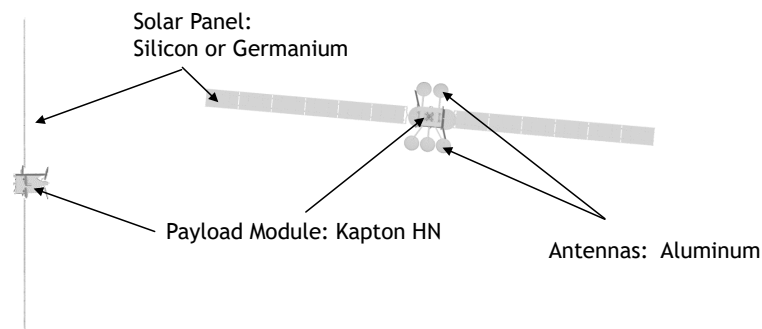 Solar Panel:
Silicon or Germanium
Payload Module: Kapton HN
Antennas: Aluminum